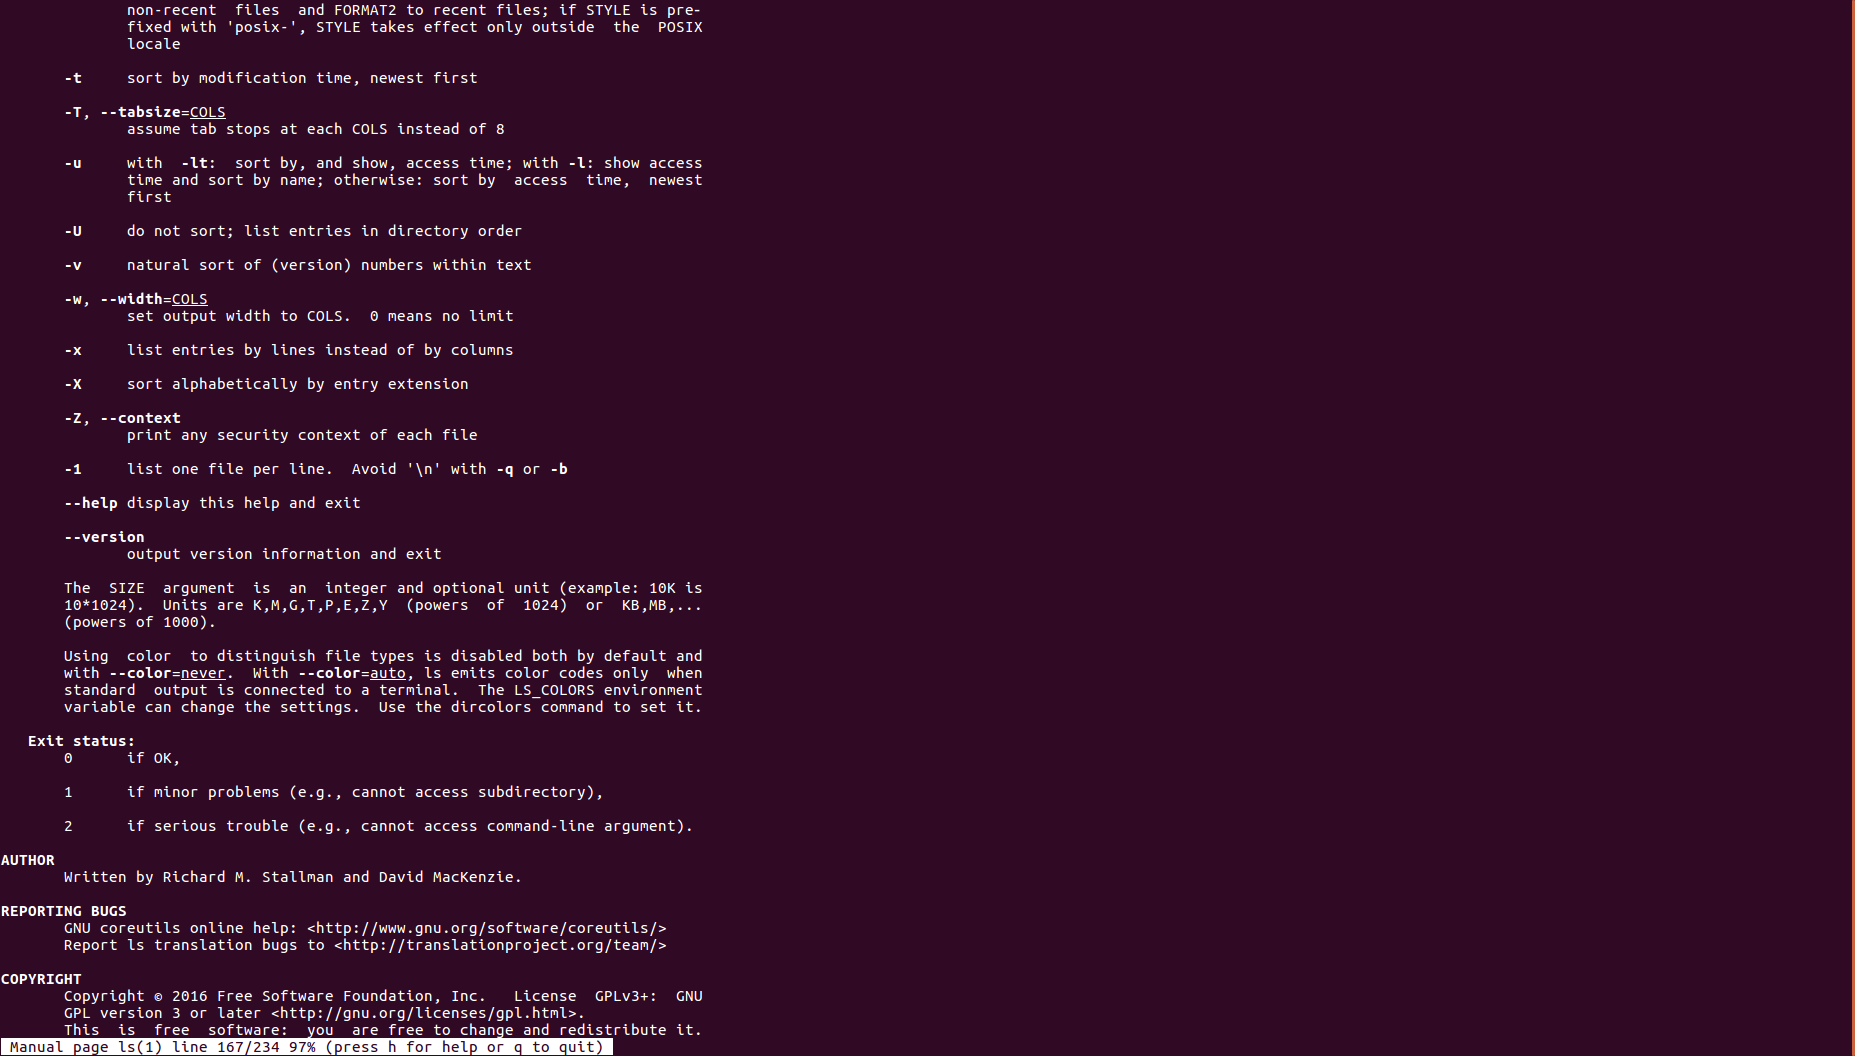 non-recent  files  and FORMAT2 to recent files; if STYLE is pre-
fixed with 'posix-', STYLE takes effect only outside  the  POSIX
locale
-t     sort by modification time, newest first
-T, --tabsize=COLS
assume tab stops at each COLS instead of 8
-u     with  -lt:  sort by, and show, access time; with -l: show access
time and sort by name; otherwise: sort by  access  time,  newest
first
-U     do not sort; list entries in directory order
-v     natural sort of (version) numbers within text
-w, --width=COLS
set output width to COLS.  0 means no limit
-x     list entries by lines instead of by columns
-X     sort alphabetically by entry extension
-Z, --context
print any security context of each file
-1     list one file per line.  Avoid '\n' with -q or -b
--help display this help and exit
--version
output version information and exit
The  SIZE  argument  is  an  integer and optional unit (example: 10K is
10*1024).  Units are K,M,G,T,P,E,Z,Y  (powers  of  1024)  or  KB,MB,...
(powers of 1000).
Using  color  to distinguish file types is disabled both by default and
with --color=never.  With --color=auto, ls emits color codes only  when
standard  output is connected to a terminal.  The LS_COLORS environment
variable can change the settings.  Use the dircolors command to set it.
Exit status:
0      if OK,
1      if minor problems (e.g., cannot access subdirectory),
2      if serious trouble (e.g., cannot access command-line argument).
AUTHOR
Written by Richard M. Stallman and David MacKenzie.
REPORTING BUGS
GNU coreutils online help: <http://www.gnu.org/software/coreutils/>
Report ls translation bugs to <http://translationproject.org/team/>
COPYRIGHT
Copyright © 2016 Free Software Foundation, Inc.   License  GPLv3+:  GNU
GPL version 3 or later <http://gnu.org/licenses/gpl.html>.
This  is  free  software:  you  are free to change and redistribute it.
Manual page ls(1) line 167/234 97% (press h for help or q to quit)